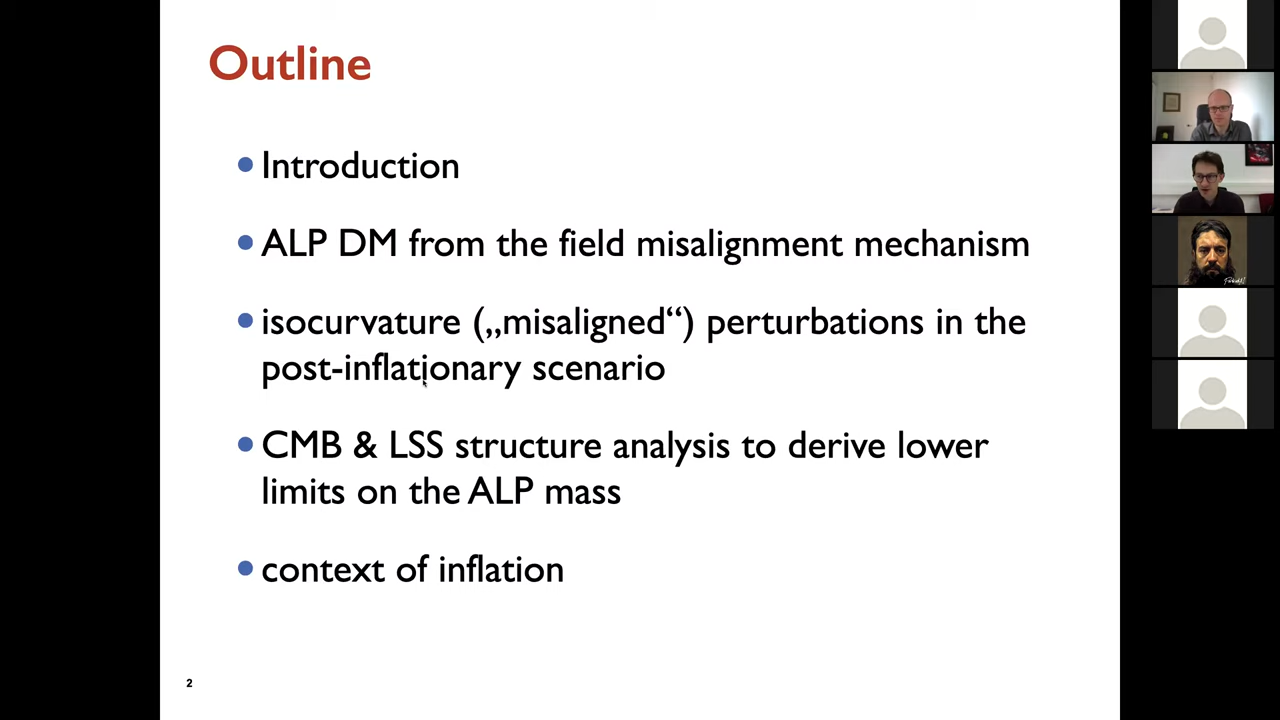 Outline
• Introduction
• ALP DM from the field misalignment mechanism
• isocurvature („misaligned“) perturbations in the
post-inflationary scenario
• CMB & LSS structure analysis to derive lower
limits on the ALP mass
• context of inflation
2